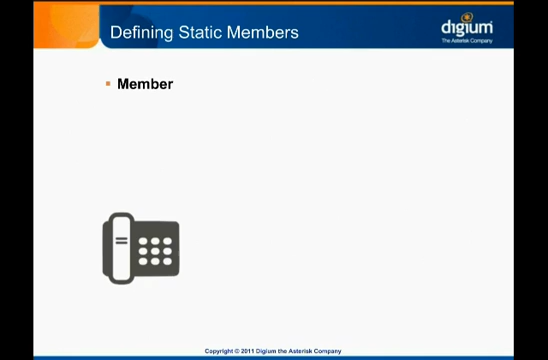 Defining Static Members
digium
The Asterisk Company
Member
Copyright © 2011 Digium the Asterisk Company